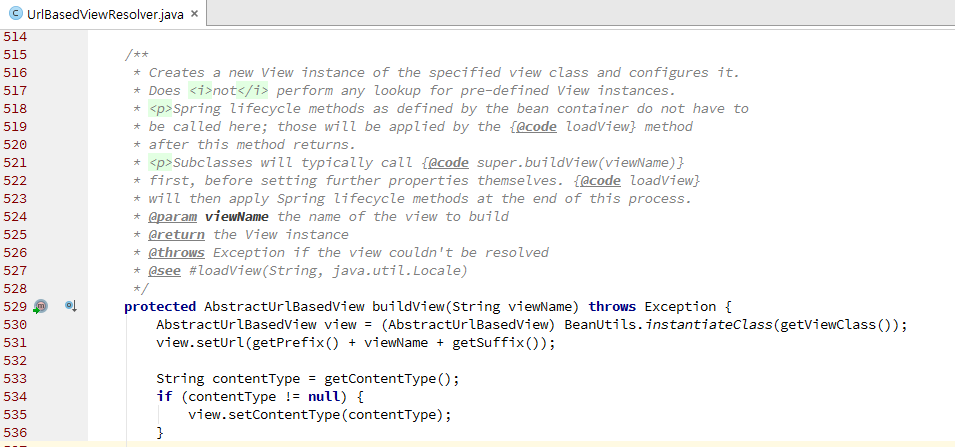 UrlBasedViewResolver.java ×
514
515 /**
516 * Creates a new View instance of the specified view class and configures it.
517 * Does <i>not</i> perform any lookup for pre-defined View instances.
518 * <p>Spring lifecycle methods as defined by the bean container do not have to
519 * be called here; those will be applied by the {@code loadView} method
520 * after this method returns.
521 * <p>Subclasses will typically call {@code super.buildView(viewName)}
522 * first, before setting further properties themselves. {@code loadView}
523 * will then apply Spring lifecycle methods at the end of this process.
524 * @param viewName the name of the view to build
525 * @return the View instance
526 * @throws Exception if the view couldn't be resolved
527 * @see #loadView(String, java.util.Locale)
528 */
529 protected AbstractUrlBasedView buildView(String viewName) throws Exception {
530 AbstractUrlBasedView view = (AbstractUrlBasedView) BeanUtils.instantiateClass(getViewClass());
531 view.setUrl(getPrefix() + viewName + getSuffix());
532
533 String contentType = getContentType();
534 if (contentType != null) {
535 view.setContentType(contentType);
536 }